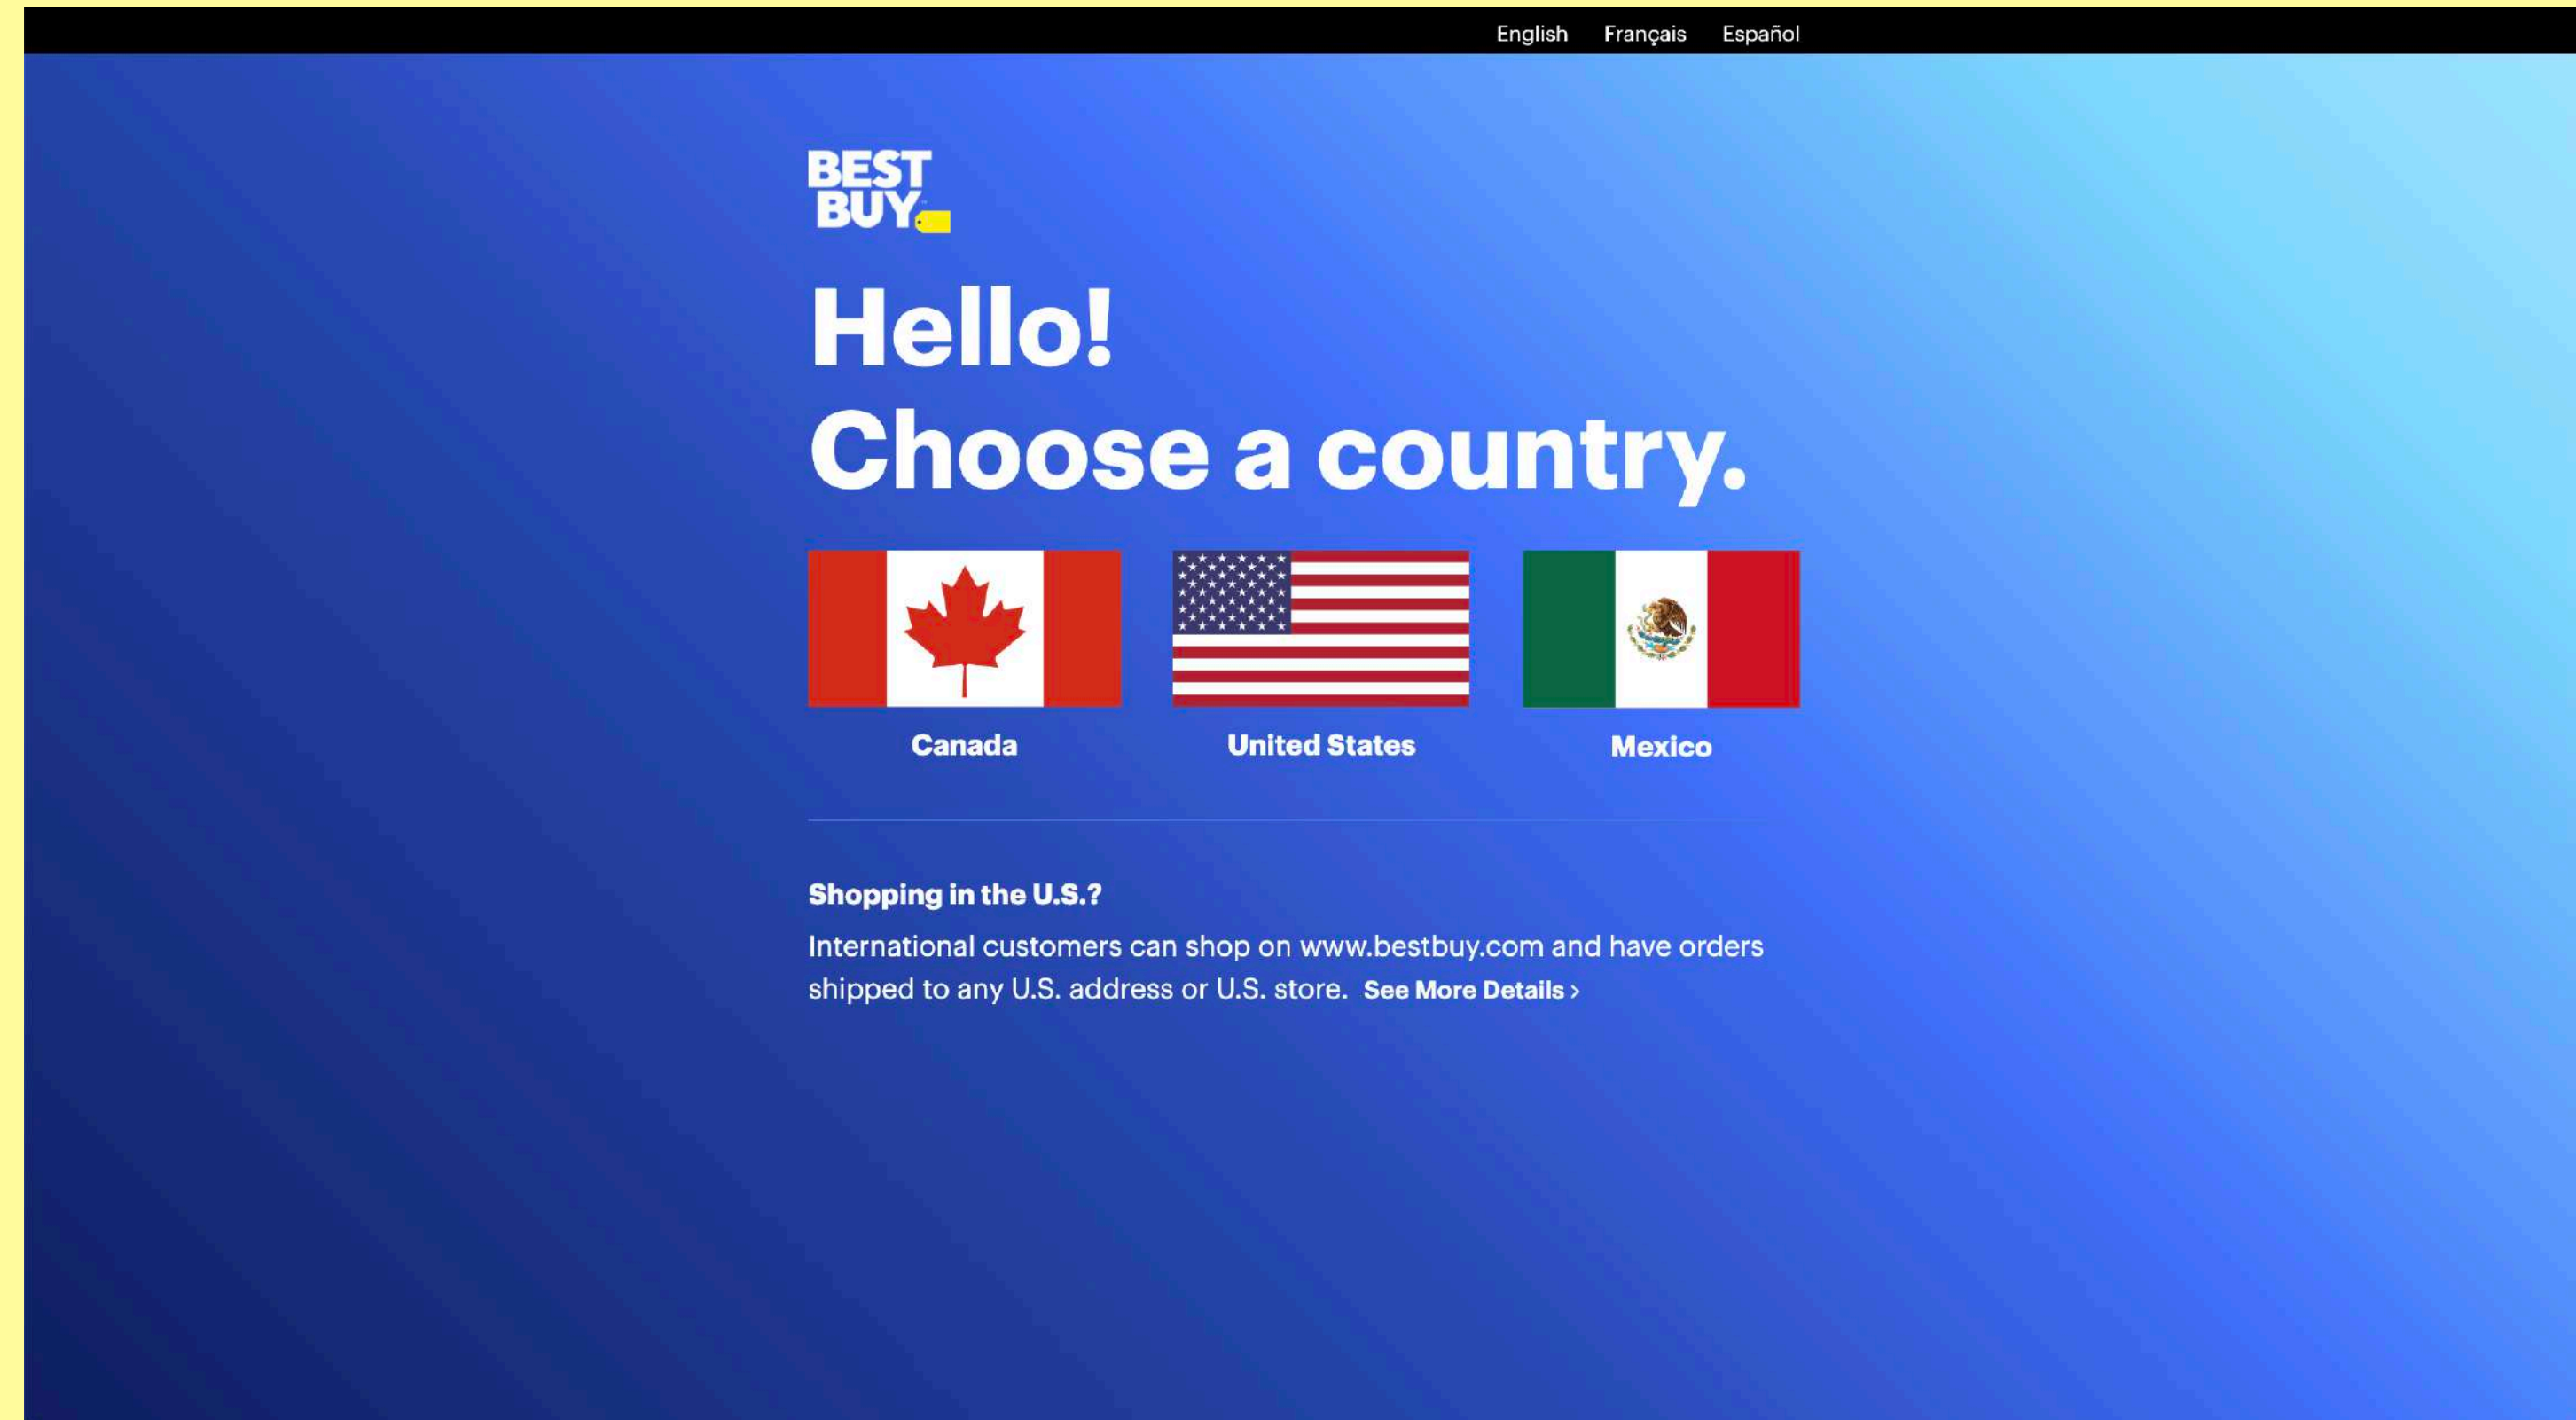 English Français Español
BEST
BUY
Hello!
Choose a country.
Canada United States Mexico
Shopping in the U.S.?
International customers can shop on www.bestbuy.com and have orders
shipped to any U.S. address or U.S. store. See More Details >